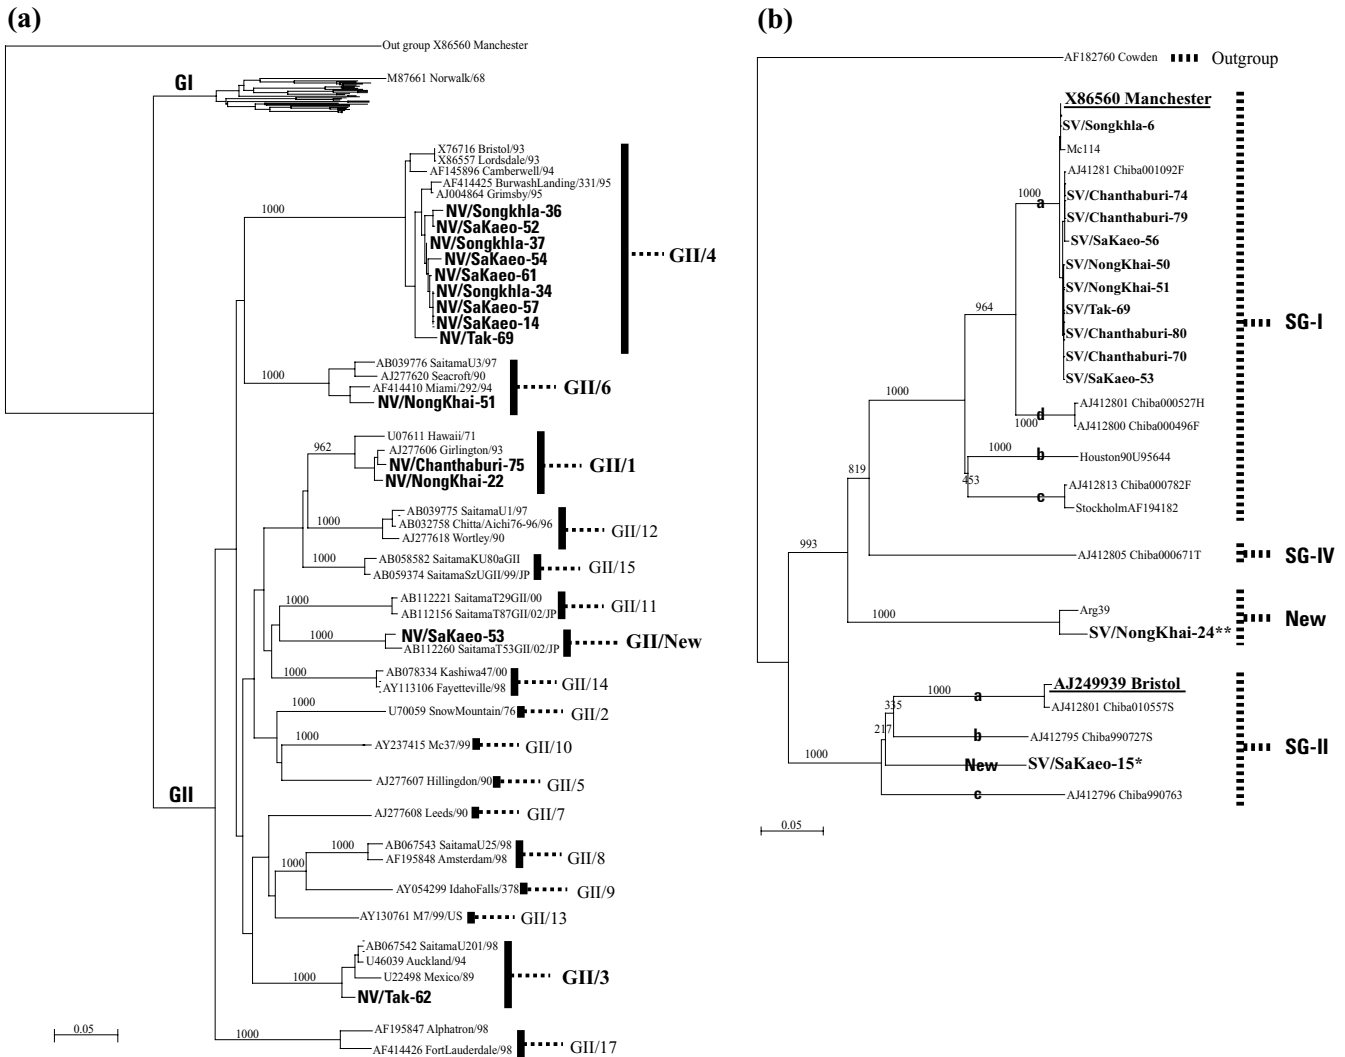 (a)
Out group X86560 Manchester
GI
M87661 Norwalk/68
X76716 Bristol/93
X86557 Lordsdale/93
AF145896 Camberwell/94
AF414425 BurwashLanding/331/95
AJ004864 Grimsby/95
1000
NV/Songkhla-36
NV/SaKaeo-52
NV/Songkhla-37
NV/SaKaeo-54
NV/SaKaeo-61
NV/Songkhla-34
NV/SaKaeo-57
NV/SaKaeo-14
NV/Tak-69
GII/4
AB039776 SaitamaU3/97
AJ277620 Seacroft/90
1000
AF414410 Miami/292/94
NV/NongKhai-51
GII/6
U07611 Hawaii/71
962
AJ277606 Girlington/93
NV/Chanthaburi-75
NV/NongKhai-22
GII/1
AB039775 SaitamaU1/97
1000
AB032758 Chitta/Aichi76-96/96
AJ277618 Wortley/90
GII/12
AB058582 SaitamaKU80aGII
1000
AB059374 SaitamaSzUGII/99/JP
GII/15
AB112221 SaitamaT29GII/00
1000
AB112156 SaitamaT87GII/02/JP
GII/11
NV/SaKaeo-53
1000
AB112260 SaitamaT53GII/02/JP
GII/New
AB078334 Kashiwa47/00
1000
AY113106 Fayetteville/98
GII/14
1000
U70059 SnowMountain/76
GII/2
1000
AY237415 Mc37/99
GII/10
AJ277607 Hillingdon/90
GII/5
GII
AJ277608 Leeds/90
GII/7
AB067543 SaitamaU25/98
1000
AF195848 Amsterdam/98
GII/8
1000
AY054299 IdahoFalls/378
GII/9
AY130761 M7/99/US
GII/13
AB067542 SaitamaU201/98
U46039 Auckland/94
1000
U22498 Mexico/89
NV/Tak-62
GII/3
AF195847 Alphatron/98
1000
AF414426 FortLauderdale/98
GII/17
0.05
(b)
AF182760 Cowden
Outgroup
X86560 Manchester
SV/Songkhla-6
Mc114
AJ41281 Chiba001092F
1000
a
SV/Chanthaburi-74
SV/Chanthaburi-79
SV/SaKaeo-56
SV/NongKhai-50
SV/NongKhai-51
SV/Tak-69
SV/Chanthaburi-80
SV/Chanthaburi-70
SV/SaKaeo-53
964
SG-I
1000
AJ412801 Chiba000527H
d
1000
AJ412800 Chiba000496F
1000
b
Houston90U95644
453
AJ412813 Chiba000782F
c
StockholmAF194182
819
993
AJ412805 Chiba000671T
SG-IV
Arg39
1000
SV/NongKhai-24**
New
AJ249939 Bristol
1000
a
AJ412801 Chiba010557S
335
217
b
AJ412795 Chiba990727S
SG-II
1000
New
SV/SaKaeo-15*
c
AJ412796 Chiba990763
0.05